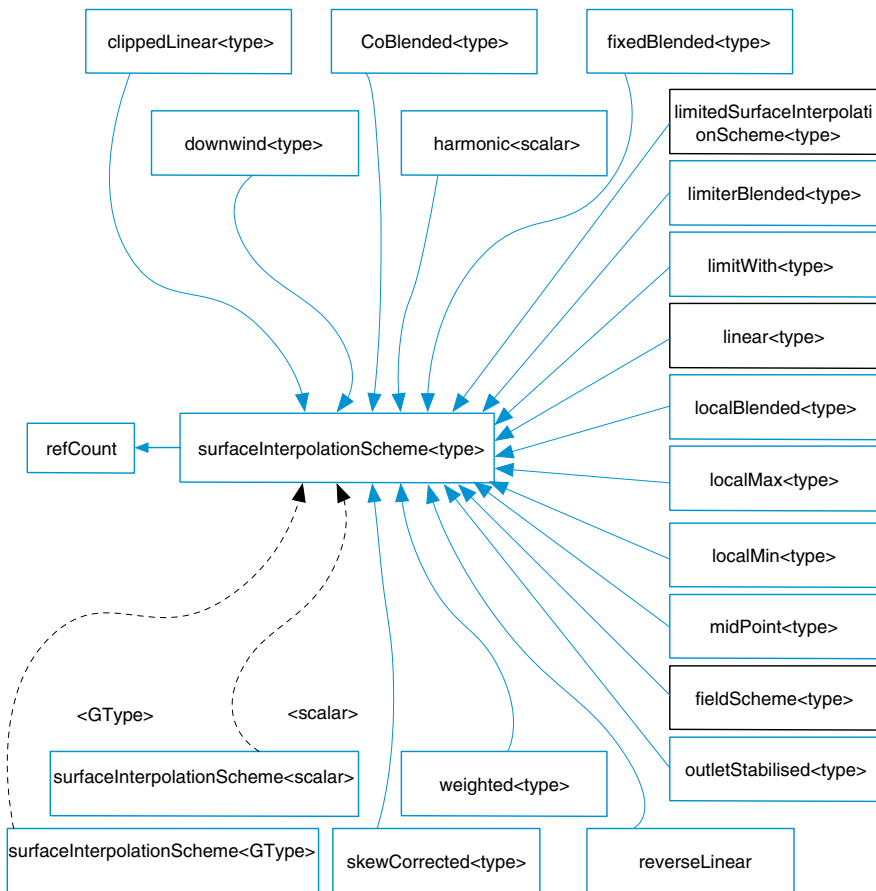 clippedLinear<type>
CoBlended<type>
fixedBlended<type>
limitedSurfaceInterpolati
onScheme<type>
downwind<type>
harmonic<scalar>
limiterBlended<type>
limitWith<type>
linear<type>
localBlended<type>
refCount
surfaceInterpolationScheme<type>
localMax<type>
localMin<type>
midPoint<type>
fieldScheme<type>
<GType>
<scalar>
outletStabilised<type>
surfaceInterpolationScheme<scalar>
weighted<type>
surfaceInterpolationScheme<GType>
skewCorrected<type>
reverseLinear